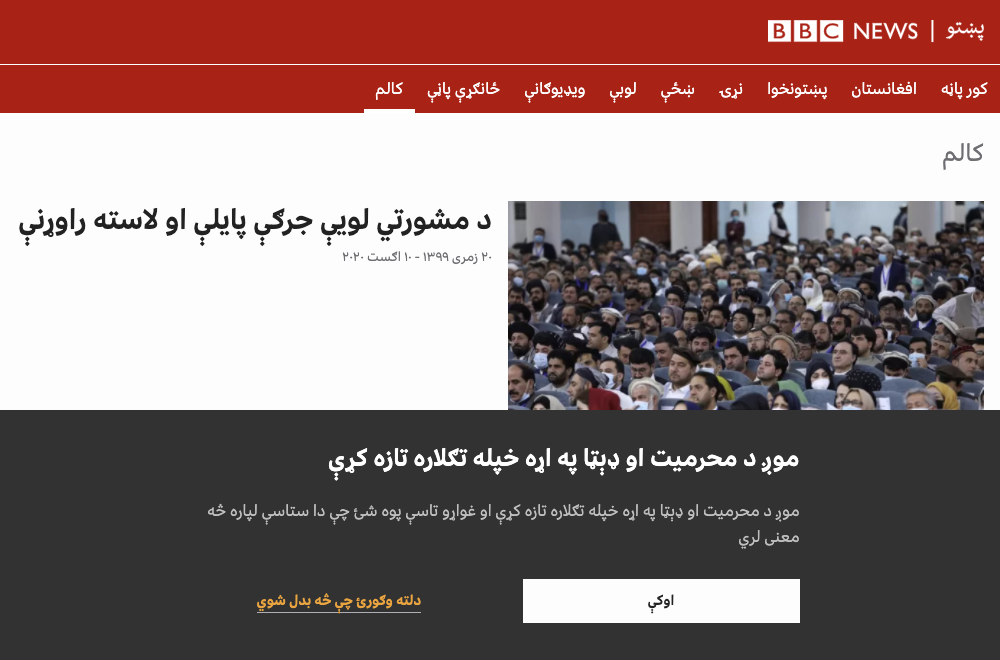 BBC NEWS | پښتو
کور پاڼه افغانستان پښتونخوا نړۍ ښځې لوبې ویډیوګانې ځانګړې پاڼې کالم
کالم
د مشورتي لویې جرګې پایلې او لاسته راوړنې
۲۰ زمری ۱۳۹۹ - ۱۰ اګست ۲۰۲۰
موږ د محرمیت او ډېټا په اړه خپله تګلاره تازه کړې
موږ د محرمیت او ډېټا په اړه خپله تګلاره تازه کړې او غواړو تاسې پوه شئ چې دا ستاسې لپاره څه
معنی لري
اوکې
دلته وګورئ چې څه بدل شوي